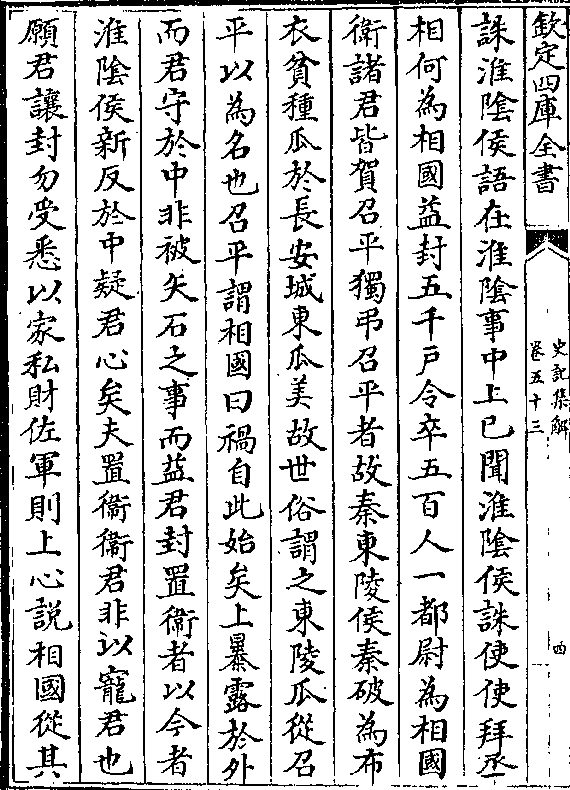 欽定四庫全書
史記集解
卷五十三
四
誅淮陰侯語在淮陰事中上已聞淮陰侯誅使使拜丞
相何為相國益封五千戸令卒五百人一都尉為相國
衛諸君皆賀召平獨弔召平者故秦東陵侯秦破為布
衣貧種瓜於長安城東瓜美故世俗謂之東陵瓜從召
平以為名也召平謂相國曰禍自此始矣上暴露於外
而君守於中非被矢石之事而益君封置衞者以今者
淮陰侯新反於中疑君心矣夫置衞衞君非以寵君也
願君讓封勿受悉以家私財佐軍則上心說相國從其